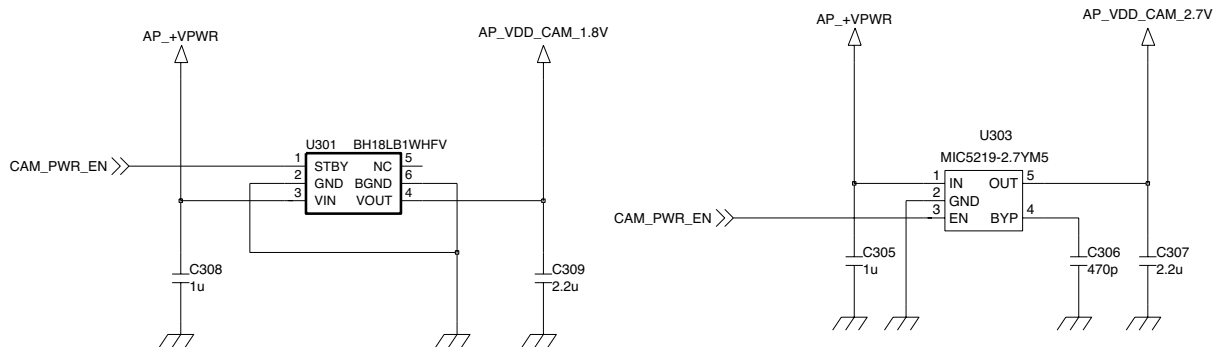 AP_+VPWR
AP_VDD_CAM_1.8V
U301 BH18LB1WHFV
CAM_PWR_EN
1 STBY NC 5
2 GND BGND 6
3 VIN VOUT 4
C308
1u
C309
2.2u
AP_+VPWR
AP_VDD_CAM_2.7V
U303
MIC5219-2.7YM5
1 IN OUT 5
2 GND
CAM_PWR_EN
3 EN BYP 4
C305
1u
C306
470p
C307
2.2u